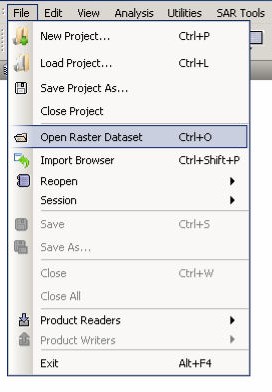 File Edit View Analysis Utilities SAR Tools
New Project... Ctrl+P
Load Project... Ctrl+L
Save Project As...
Close Project
Open Raster Dataset Ctrl+O
Import Browser Ctrl+Shift+P
Reopen
Session
Save Ctrl+S
Save As...
Close Ctrl+W
Close All
Product Readers
Product Writers
Exit Alt+F4